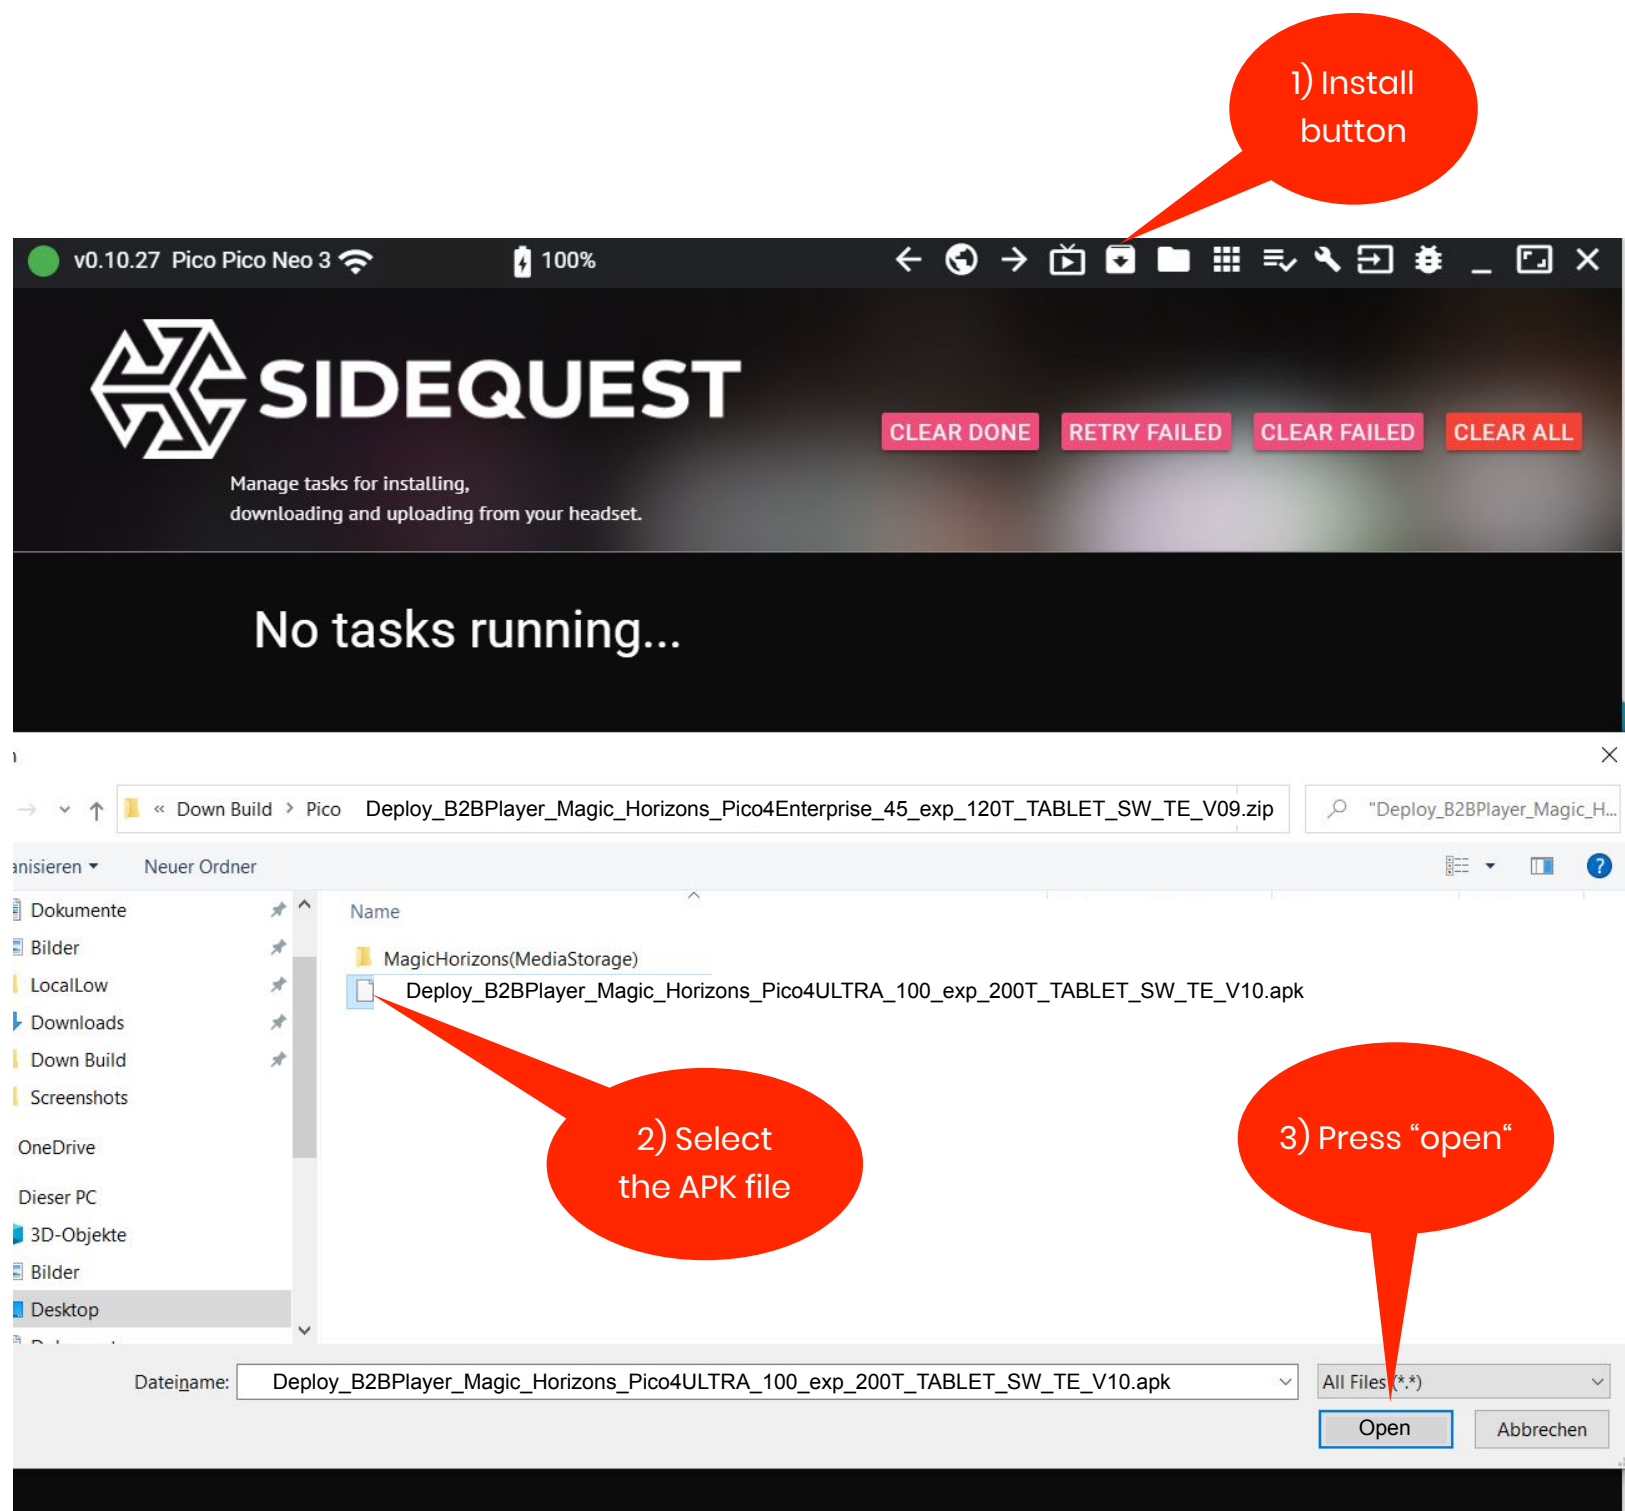 1) Install
button
v0.10.27 Pico Pico Neo 3
100%
SIDEQUEST
CLEAR DONE
RETRY FAILED
CLEAR FAILED
CLEAR ALL
Manage tasks for installing,
downloading and uploading from your headset.
No tasks running...
« Down Build > Pico Deploy_B2BPlayer_Magic_Horizons_Pico4Enterprise_45_exp_120T_TABLET_SW_TE_V09.zip
"Deploy_B2BPlayer_Magic_H...
anisieren
Neuer Ordner
Dokumente
Bilder
LocalLow
Downloads
Down Build
Screenshots
OneDrive
Dieser PC
3D-Objekte
Bilder
Desktop
Name
MagicHorizons(MediaStorage)
Deploy_B2BPlayer_Magic_Horizons_Pico4ULTRA_100_exp_200T_TABLET_SW_TE_V10.apk
2) Select
the APK file
3) Press “open“
Dateiname: Deploy_B2BPlayer_Magic_Horizons_Pico4ULTRA_100_exp_200T_TABLET_SW_TE_V10.apk
All Files (*.*)
Open
Abbrechen